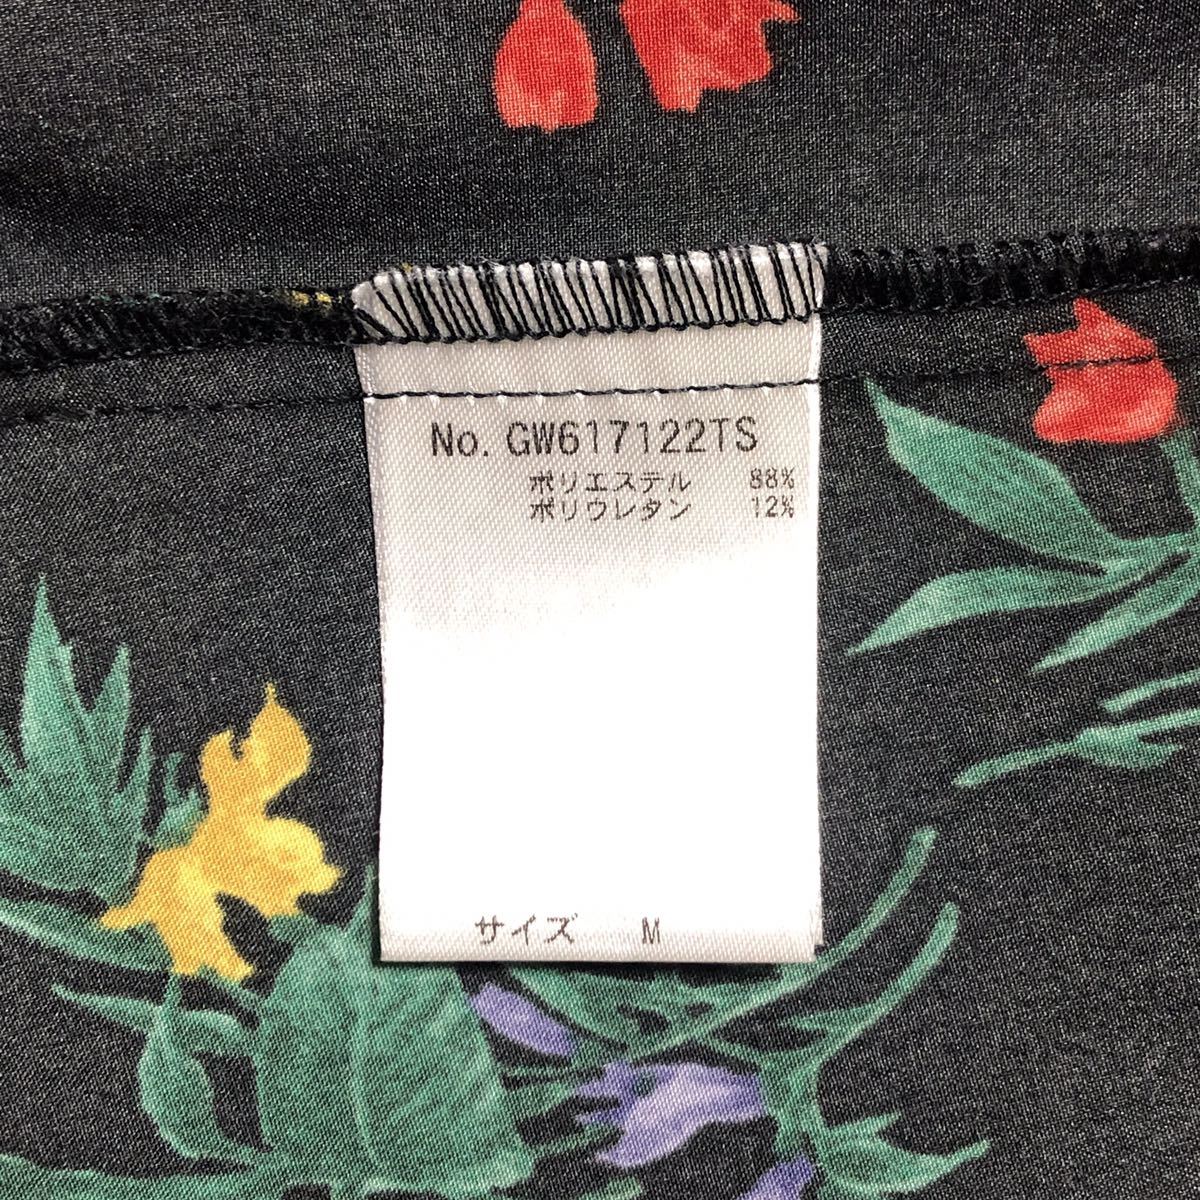 No. GW617122TS
ポリエステル 88%
ポリウレタン 12%
サイズ M